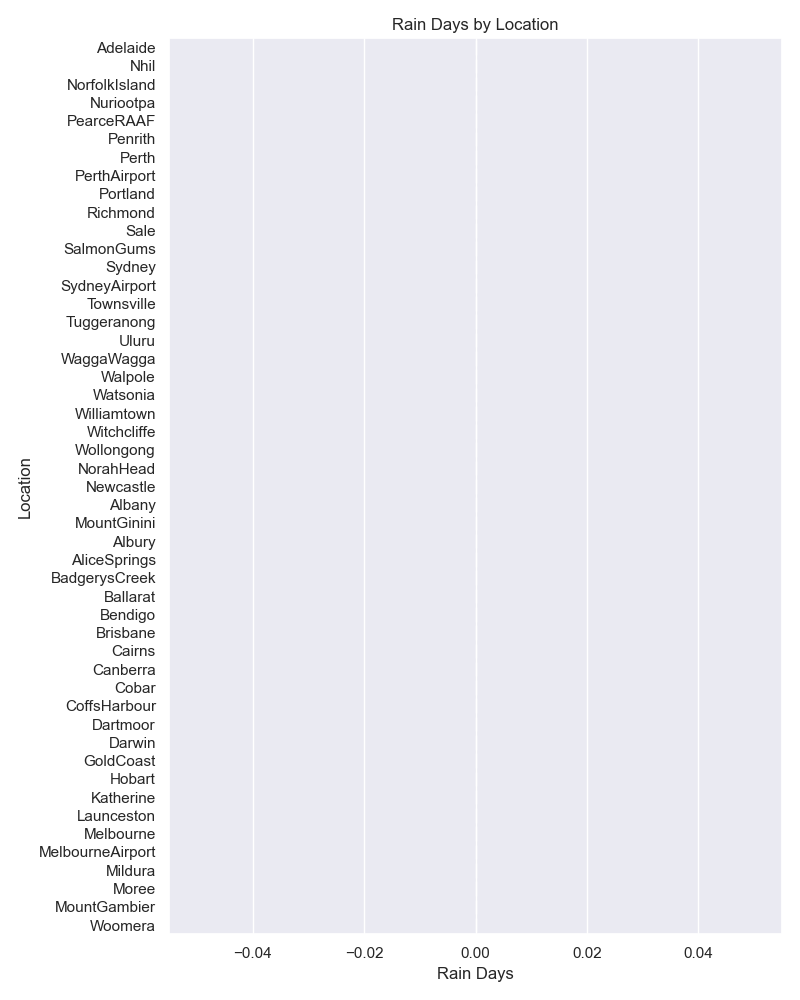 Rain Days by Location
Adelaide
Nhil
NorfolkIsland
Nuriootpa
PearceRAAF
Penrith
Perth
PerthAirport
Portland
Richmond
Sale
SalmonGums
Sydney
SydneyAirport
Townsville
Tuggeranong
Uluru
WaggaWagga
Walpole
Watsonia
Williamtown
Witchcliffe
Wollongong
NorahHead
Newcastle
Albany
MountGinini
Albury
AliceSprings
BadgerysCreek
Ballarat
Bendigo
Brisbane
Cairns
Canberra
Cobar
CoffsHarbour
Dartmoor
Darwin
GoldCoast
Hobart
Katherine
Launceston
Melbourne
MelbourneAirport
Mildura
Moree
MountGambier
Woomera
Location
−0.04 −0.02 0.00 0.02 0.04
Rain Days